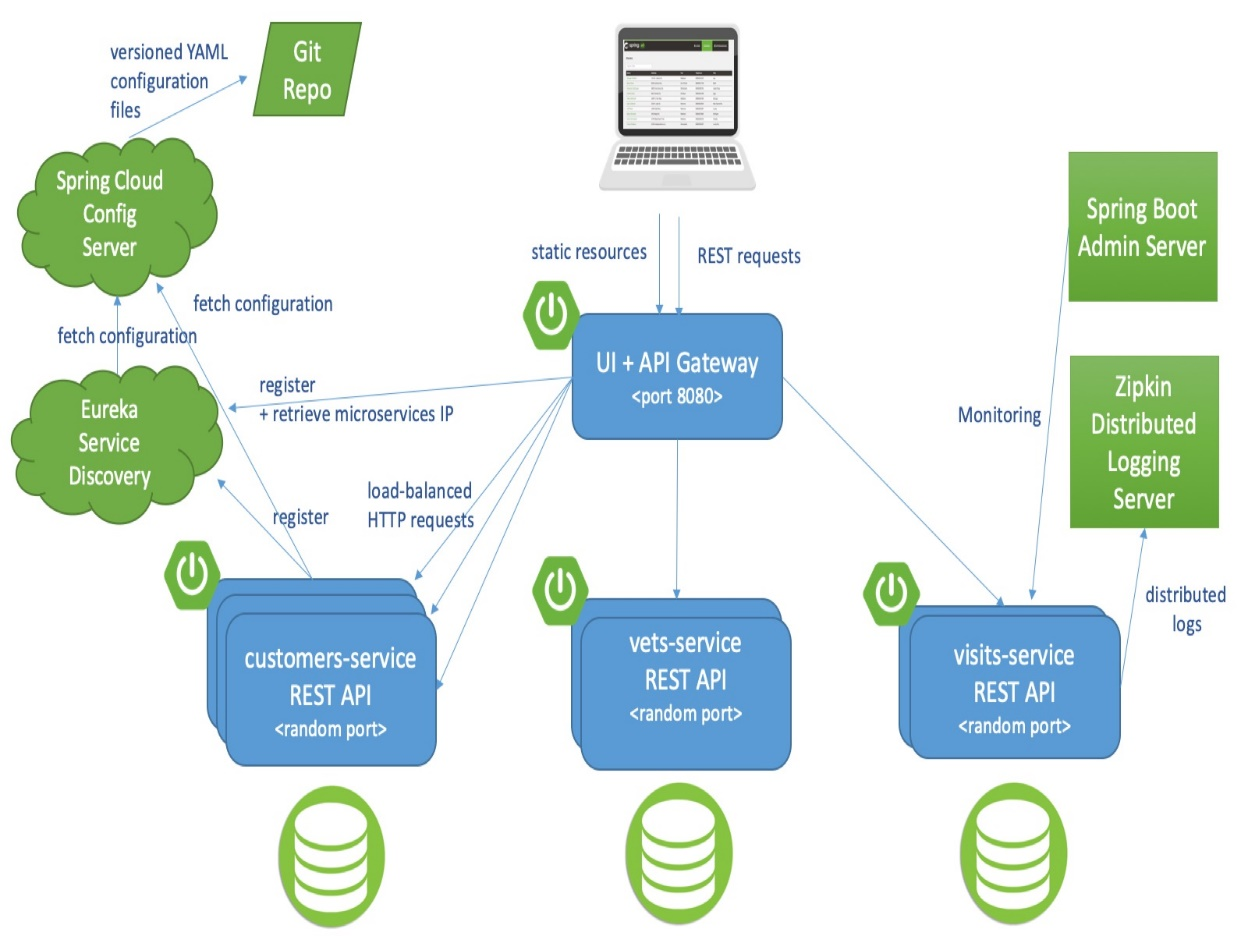 versioned YAML
configuration
files
Git
Repo
Spring Cloud
Config
Server
static resources
REST requests
Spring Boot
Admin Server
fetch configuration
fetch configuration
UI + API Gateway
<port 8080>
register
+ retrieve microservices IP
Eureka
Service
Discovery
Monitoring
Zipkin
Distributed
Logging
Server
load-balanced
HTTP requests
register
distributed
logs
customers-service
REST API
<random port>
vets-service
REST API
<random port>
visits-service
REST API
<random port>